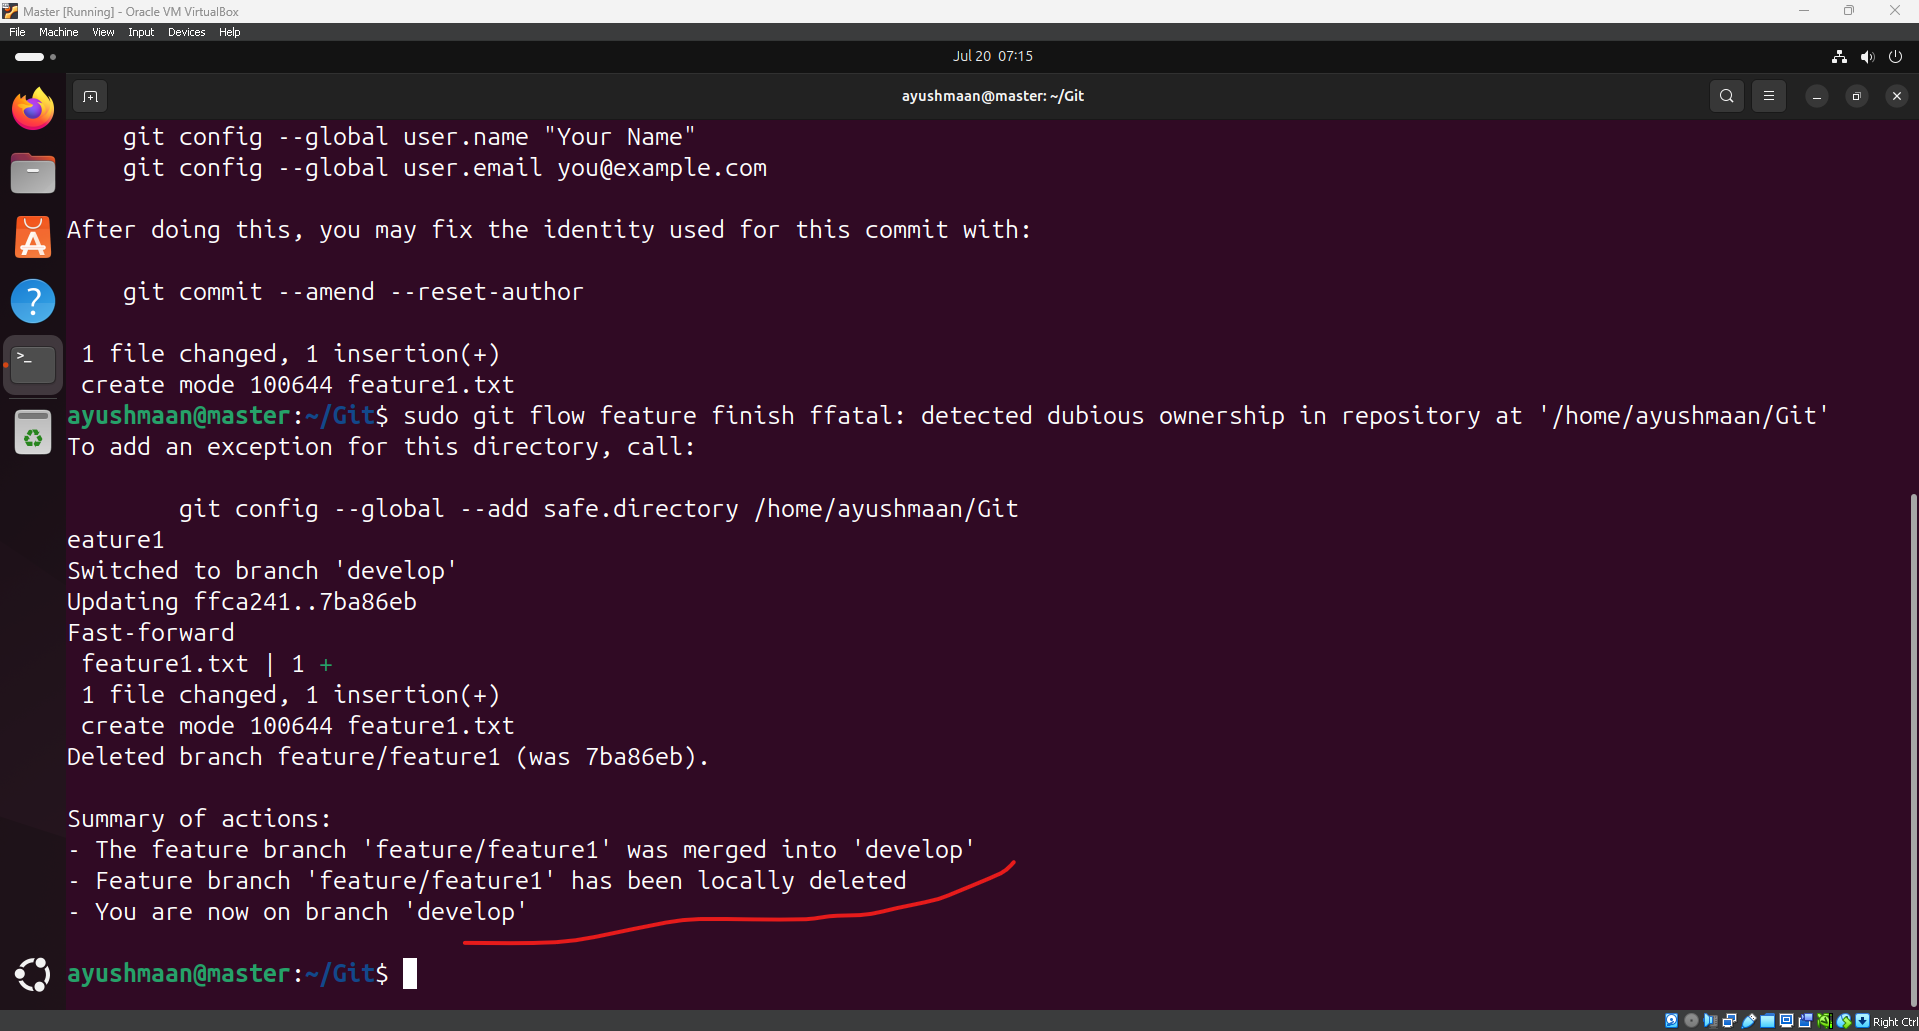 Master [Running] - Oracle VM VirtualBox
File Machine View Input Devices Help
Jul 20 07:15
ayushmaan@master: ~/Git
git config --global user.name "Your Name"
git config --global user.email you@example.com
After doing this, you may fix the identity used for this commit with:
git commit --amend --reset-author
1 file changed, 1 insertion(+)
create mode 100644 feature1.txt
ayushmaan@master:~/Git$ sudo git flow feature finish ffatal: detected dubious ownership in repository at '/home/ayushmaan/Git'
To add an exception for this directory, call:
git config --global --add safe.directory /home/ayushmaan/Git
eature1
Switched to branch 'develop'
Updating ffca241..7ba86eb
Fast-forward
feature1.txt | 1 +
1 file changed, 1 insertion(+)
create mode 100644 feature1.txt
Deleted branch feature/feature1 (was 7ba86eb).
Summary of actions:
- The feature branch 'feature/feature1' was merged into 'develop'
- Feature branch 'feature/feature1' has been locally deleted
- You are now on branch 'develop'
ayushmaan@master:~/Git$
Right Ctrl